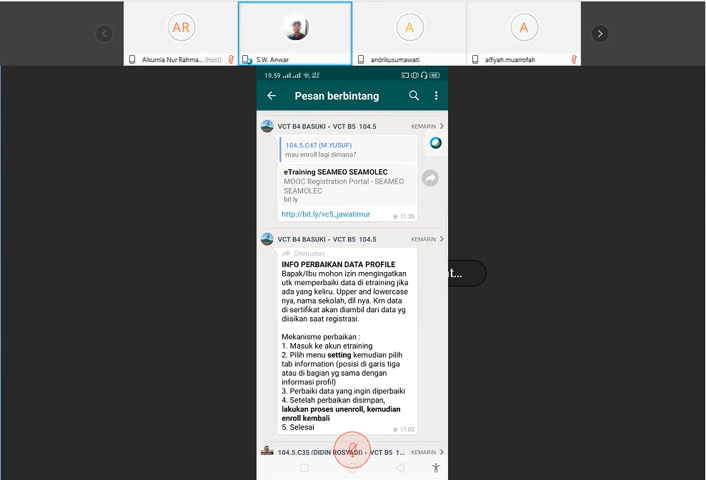 AR
A
A
Alkurnia Nur Rahma... (Host)
S.W. Anwar
andrikusumawati
alfiyah.muarrofah
19.59
Pesan berbintang
VCT B4 BASUKI • VCT B5 104.5
KEMARIN
104.5.C47 (M.YUSUF)
mau enroll lagi dimana?
eTraining SEAMEO SEAMOLEC
MOOC Registration Portal - SEAMEO
SEAMOLEC
bit.ly
http://bit.ly/vc5_jawatimur
11.35
VCT B4 BASUKI • VCT B5 104.5
KEMARIN
Diteruskan
INFO PERBAIKAN DATA PROFILE
Bapak/Ibu mohon izin mengingatkan
utk memperbaiki data di etraining jika
ada yang keliru. Upper and lowercase
nya, nama sekolah, dll nya. Krn data
di sertifikat akan diambil dari data yg
diisikan saat registrasi.
Mekanisme perbaikan :
1. Masuk ke akun etraining
2. Pilih menu setting kemudian pilih
tab information (posisi di garis tiga
atau di bagian yg sama dengan
informasi profil)
3. Perbaiki data yang ingin diperbaiki
4. Setelah perbaikan disimpan,
lakukan proses unenroll, kemudian
enroll kembali
5. Selesai
11.02
t...
104.5.C35 (DIDIN ROSYADI) • VCT B5 1...
KEMARIN